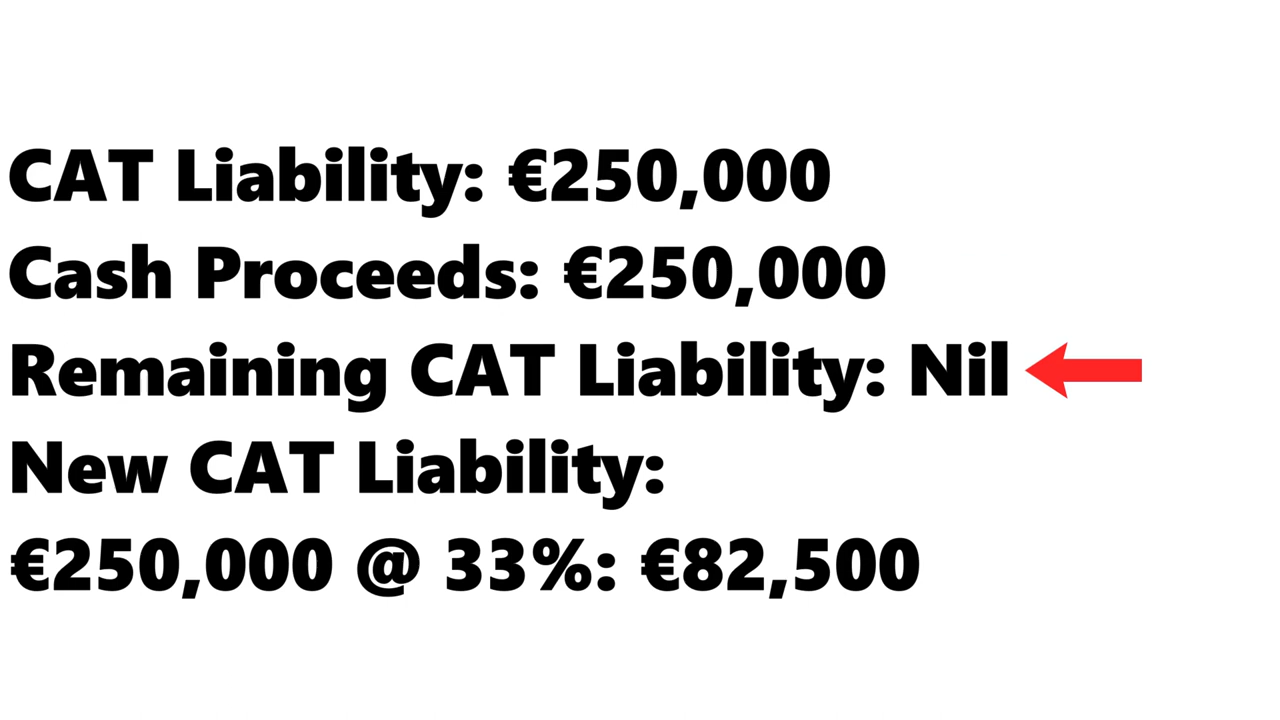 CAT Liability: €250,000
Cash Proceeds: €250,000
Remaining CAT Liability: Nil
New CAT Liability:
€250,000 @ 33%: €82,500